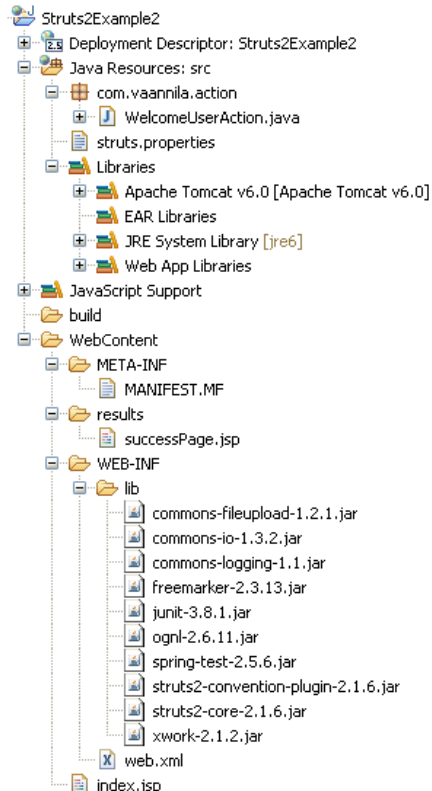 Struts2Example2
Deployment Descriptor: Struts2Example2
Java Resources: src
com.vaannila.action
WelcomeUserAction.java
struts.properties
Libraries
Apache Tomcat v6.0 [Apache Tomcat v6.0]
EAR Libraries
JRE System Library [jre6]
Web App Libraries
JavaScript Support
build
WebContent
META-INF
MANIFEST.MF
results
successPage.jsp
WEB-INF
lib
commons-fileupload-1.2.1.jar
commons-io-1.3.2.jar
commons-logging-1.1.jar
freemarker-2.3.13.jar
junit-3.8.1.jar
ognl-2.6.11.jar
spring-test-2.5.6.jar
struts2-convention-plugin-2.1.6.jar
struts2-core-2.1.6.jar
xwork-2.1.2.jar
web.xml
index.jsp